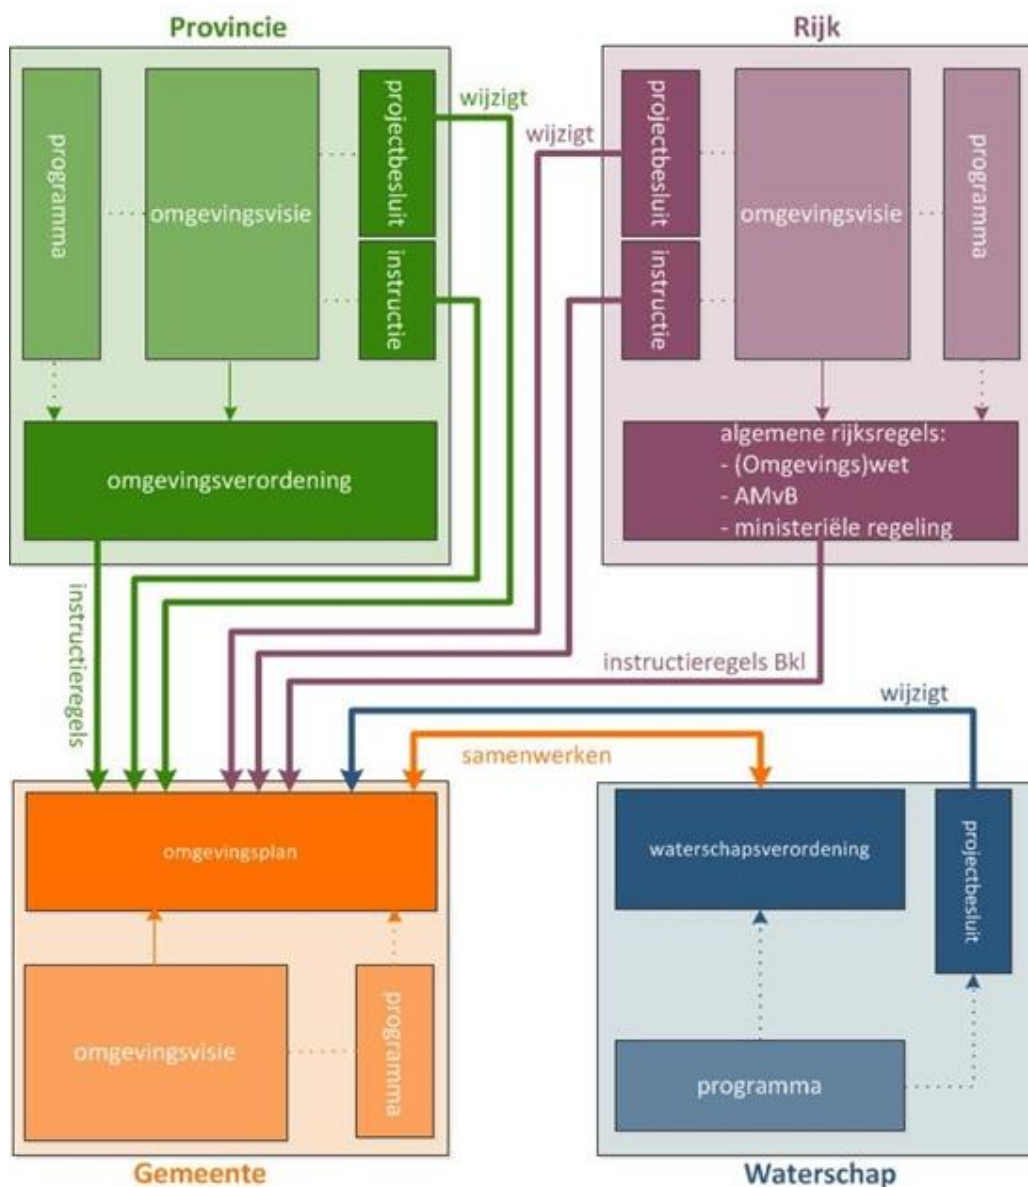 Provincie
programma
omgevingsvisie
projectbesluit
instructie
wijzigt
omgevingsverordening
instructieregels
Rijk
wijzigt
projectbesluit
instructie
omgevingsvisie
programma
algemene rijksregels:
- (Omgevings)wet
- AMvB
- ministeriële regeling
instructieregels Bkl
wijzigt
samenwerken
omgevingsplan
omgevingsvisie
programma
Gemeente
waterschapsverordening
projectbesluit
programma
Waterschap